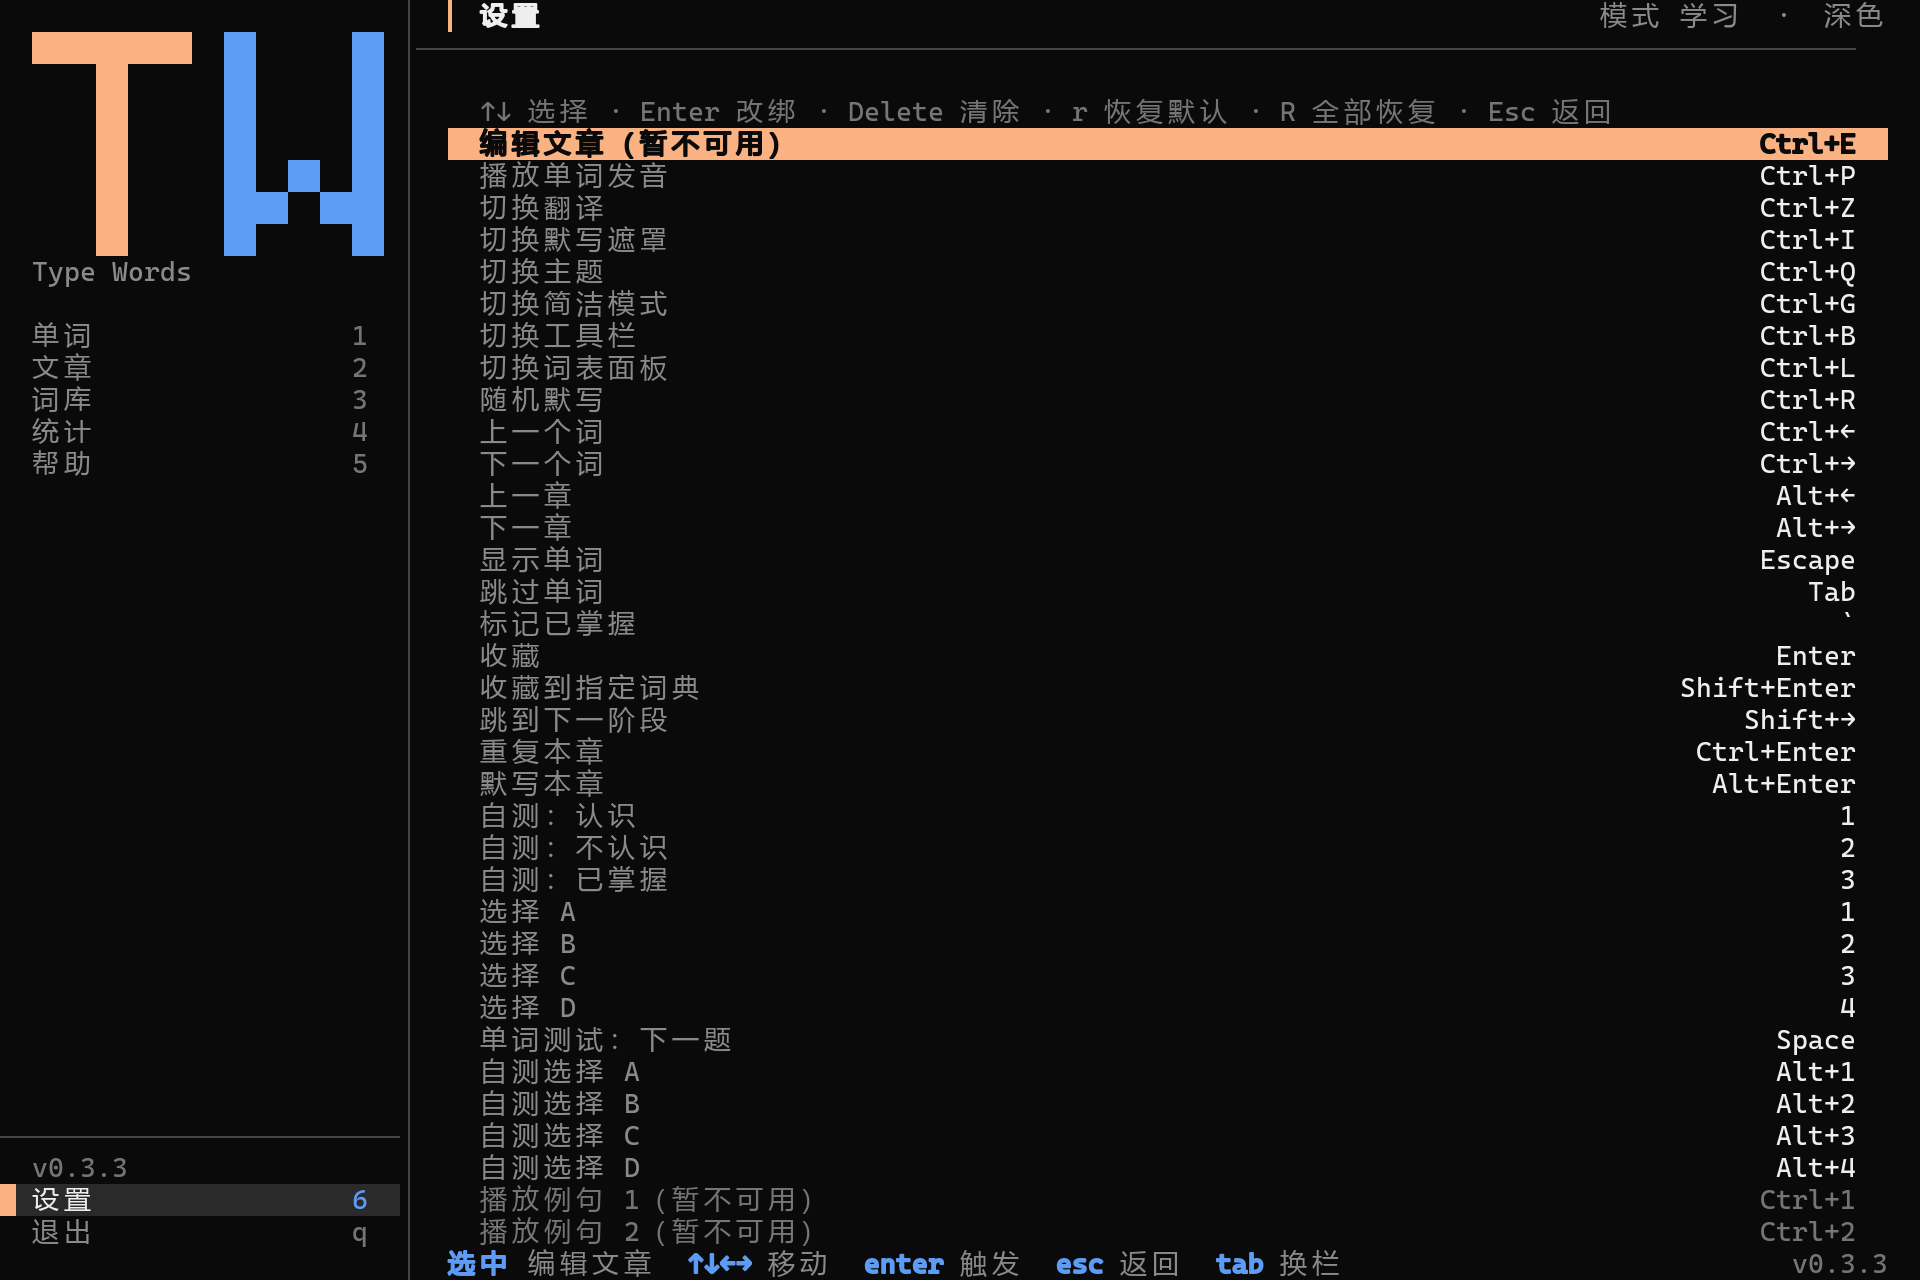 TW
Type Words
单词 1
文章 2
词库 3
统计 4
帮助 5
v0.3.3
设置 6
退出 q
设置 模式 学习 · 深色
↑↓ 选择 · Enter 改绑 · Delete 清除 · r 恢复默认 · R 全部恢复 · Esc 返回
编辑文章 (暂不可用) Ctrl+E
播放单词发音 Ctrl+P
切换翻译 Ctrl+Z
切换默写遮罩 Ctrl+I
切换主题 Ctrl+Q
切换简洁模式 Ctrl+G
切换工具栏 Ctrl+B
切换词表面板 Ctrl+L
随机默写 Ctrl+R
上一个词 Ctrl+←
下一个词 Ctrl+→
上一章 Alt+←
下一章 Alt+→
显示单词 Escape
跳过单词 Tab
标记已掌握 `
收藏 Enter
收藏到指定词典 Shift+Enter
跳到下一阶段 Shift+→
重复本章 Ctrl+Enter
默写本章 Alt+Enter
自测: 认识 1
自测: 不认识 2
自测: 已掌握 3
选择 A 1
选择 B 2
选择 C 3
选择 D 4
单词测试: 下一题 Space
自测选择 A Alt+1
自测选择 B Alt+2
自测选择 C Alt+3
自测选择 D Alt+4
播放例句 1 (暂不可用) Ctrl+1
播放例句 2 (暂不可用) Ctrl+2
选中 编辑文章 ↑↓←→ 移动 enter 触发 esc 返回 tab 换栏 v0.3.3